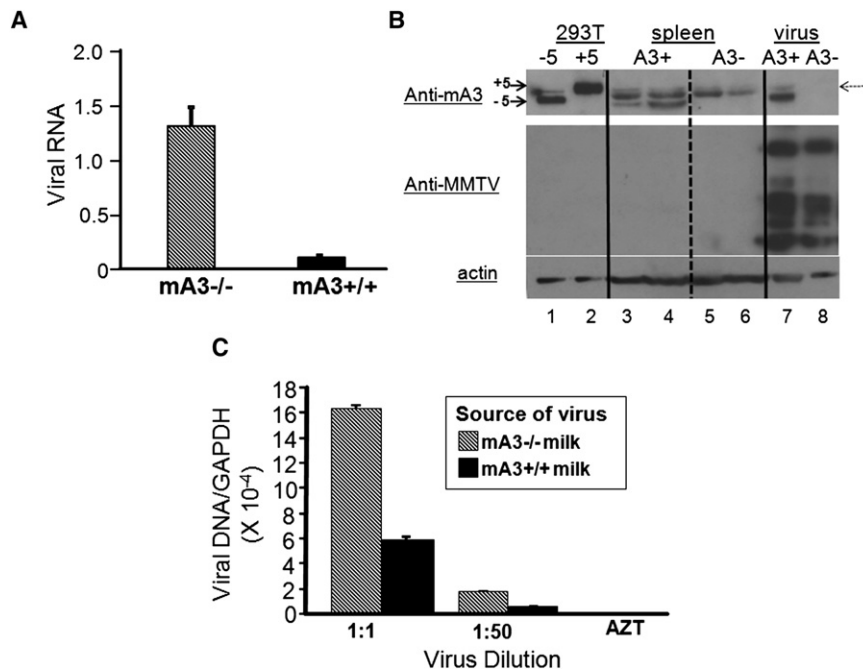 A
2.0
1.5
1.0
0.5
0
Viral RNA
mA3-/-
mA3+/+
B
293T spleen virus
-5 +5 A3+ A3- A3+ A3-
+5
Anti-mA3
-5
Anti-MMTV
actin
1 2 3 4 5 6 7 8
C
18
16
14
12
10
8
6
4
2
0
Viral DNA/GAPDH
(X 10⁻⁴)
Source of virus
mA3-/- milk
mA3+/+ milk
1:1 1:50 AZT
Virus Dilution